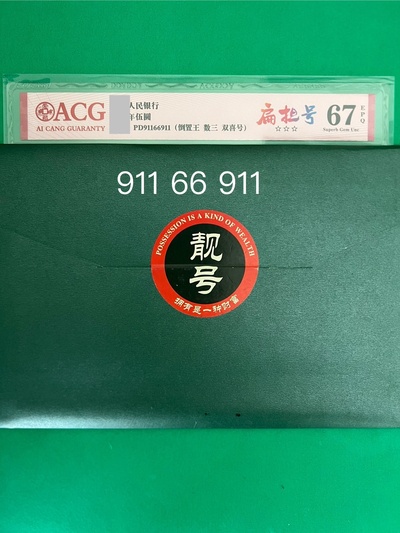 ACG
AI CANG GUARANTY
人民银行
年伍圆
PD91166911（倒置王 数三 双喜号）
扁担号
☆☆☆
67
EPQ
Superb Gem Unc
911 66 911
POSSESSION IS A KIND OF WEALTH
靓号
拥有是一种财富